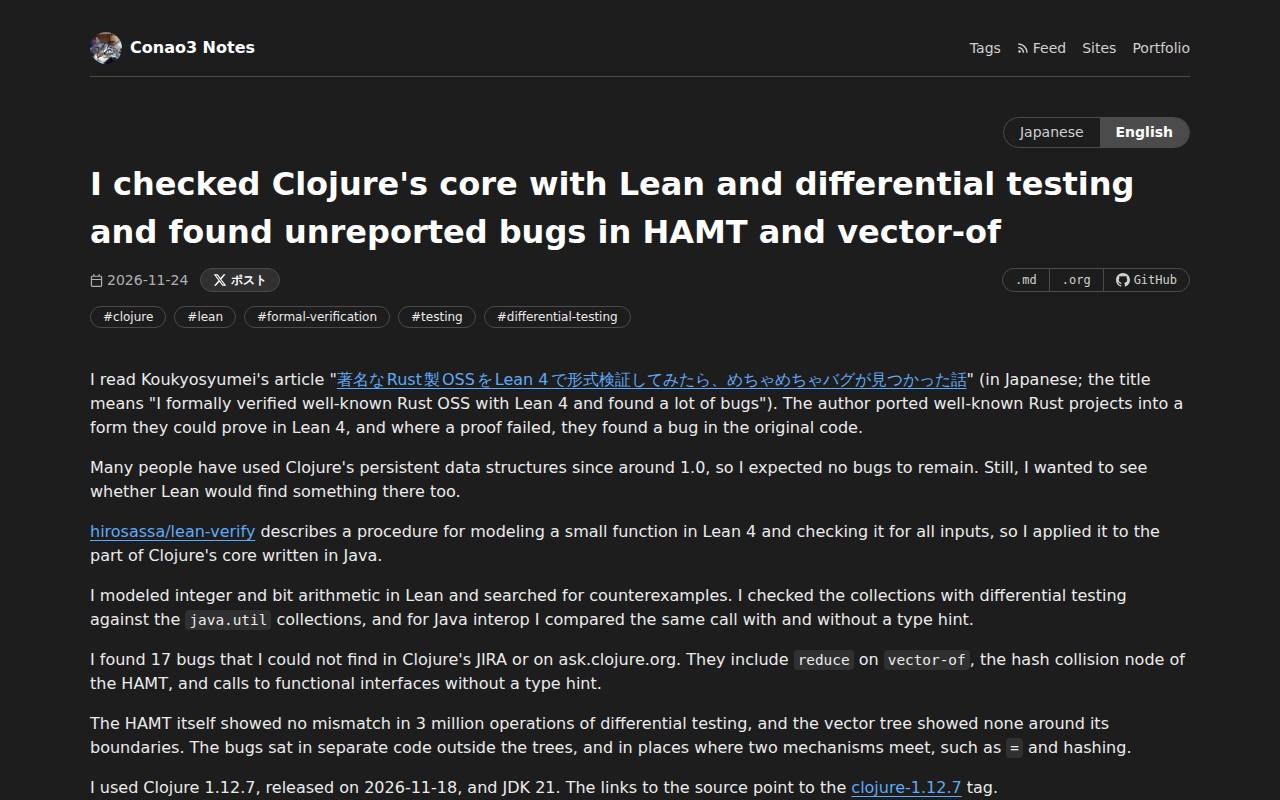 Conao3 Notes
Tags Feed Sites Portfolio
Japanese English
I checked Clojure's core with Lean and differential testing
and found unreported bugs in HAMT and vector-of
2026-11-24 ポスト .md .org GitHub
#clojure #lean #formal-verification #testing #differential-testing
I read Koukyosyumei's article "著名なRust製OSSをLean 4で形式検証してみたら、めちゃめちゃバグが見つかった話" (in Japanese; the title
means "I formally verified well-known Rust OSS with Lean 4 and found a lot of bugs"). The author ported well-known Rust projects into a
form they could prove in Lean 4, and where a proof failed, they found a bug in the original code.
Many people have used Clojure's persistent data structures since around 1.0, so I expected no bugs to remain. Still, I wanted to see
whether Lean would find something there too.
hirosassa/lean-verify describes a procedure for modeling a small function in Lean 4 and checking it for all inputs, so I applied it to the
part of Clojure's core written in Java.
I modeled integer and bit arithmetic in Lean and searched for counterexamples. I checked the collections with differential testing
against the java.util collections, and for Java interop I compared the same call with and without a type hint.
I found 17 bugs that I could not find in Clojure's JIRA or on ask.clojure.org. They include reduce on vector-of, the hash collision node of
the HAMT, and calls to functional interfaces without a type hint.
The HAMT itself showed no mismatch in 3 million operations of differential testing, and the vector tree showed none around its
boundaries. The bugs sat in separate code outside the trees, and in places where two mechanisms meet, such as = and hashing.
I used Clojure 1.12.7, released on 2026-11-18, and JDK 21. The links to the source point to the clojure-1.12.7 tag.